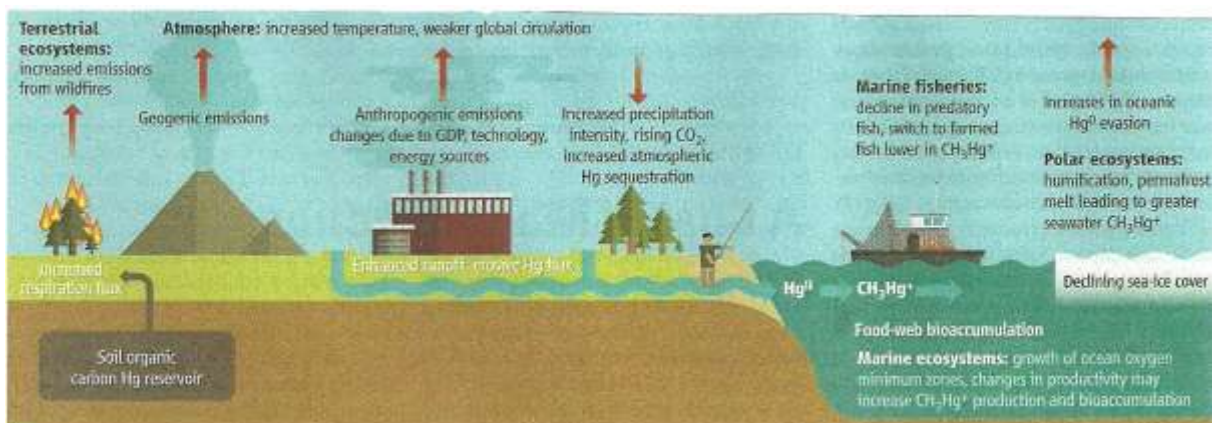 Terrestrial
ecosystems:
increased emissions
from wildfires
Atmosphere: increased temperature, weaker global circulation
Geogenic emissions
Anthropogenic emissions
changes due to GDP, technology,
energy sources
Increased precipitation
intensity, rising CO₂,
increased atmospheric
Hg sequestration
Marine fisheries:
decline in predatory
fish, switch to farmed
fish lower in CH₃Hg⁺
Increases in oceanic
Hg⁰ evasion
Polar ecosystems:
humification, permafrost
melt leading to greater
seawater CH₃Hg⁺
Increased
respiration flux
Enhanced runoff, erosive Hg flux
Soil organic
carbon Hg reservoir
Hgᴵᴵ
CH₃Hg⁺
Declining sea-ice cover
Food-web bioaccumulation
Marine ecosystems: growth of ocean oxygen
minimum zones, changes in productivity may
increase CH₃Hg⁺ production and bioaccumulation